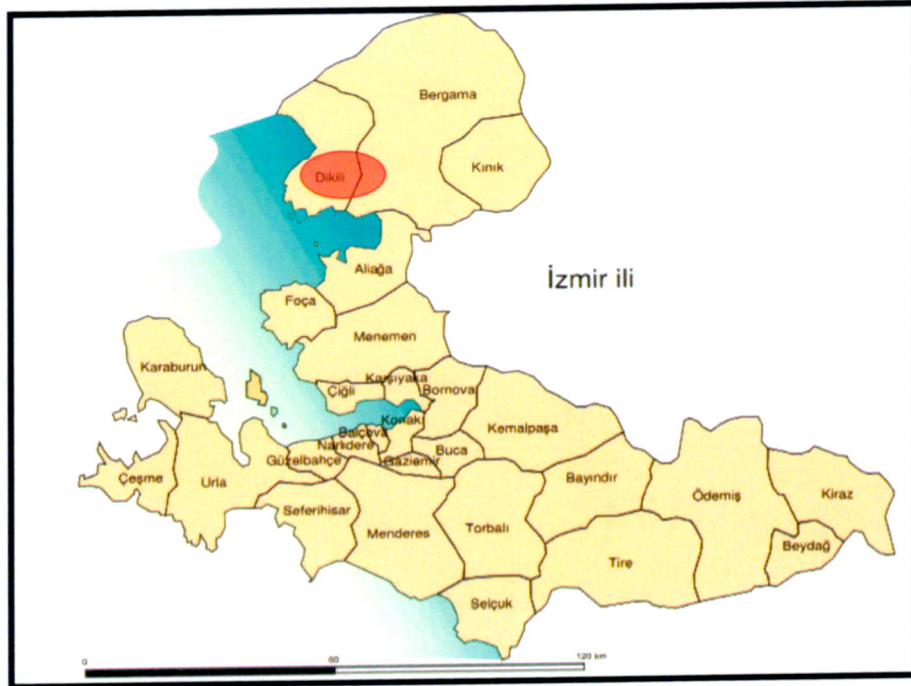 Bergama
Dikili
Kınık
İzmir ili
Aliağa
Foça
Menemen
Karaburun
Karşıyaka
Çiğli
Bornova
Konak
Kemalpaşa
Balçova
Narlıdere
Buca
Güzelbahçe
Gaziemir
Çeşme
Urla
Bayındır
Ödemiş
Kiraz
Seferihisar
Menderes
Torbalı
Beydağ
Tire
Selçuk
0 60 120 km